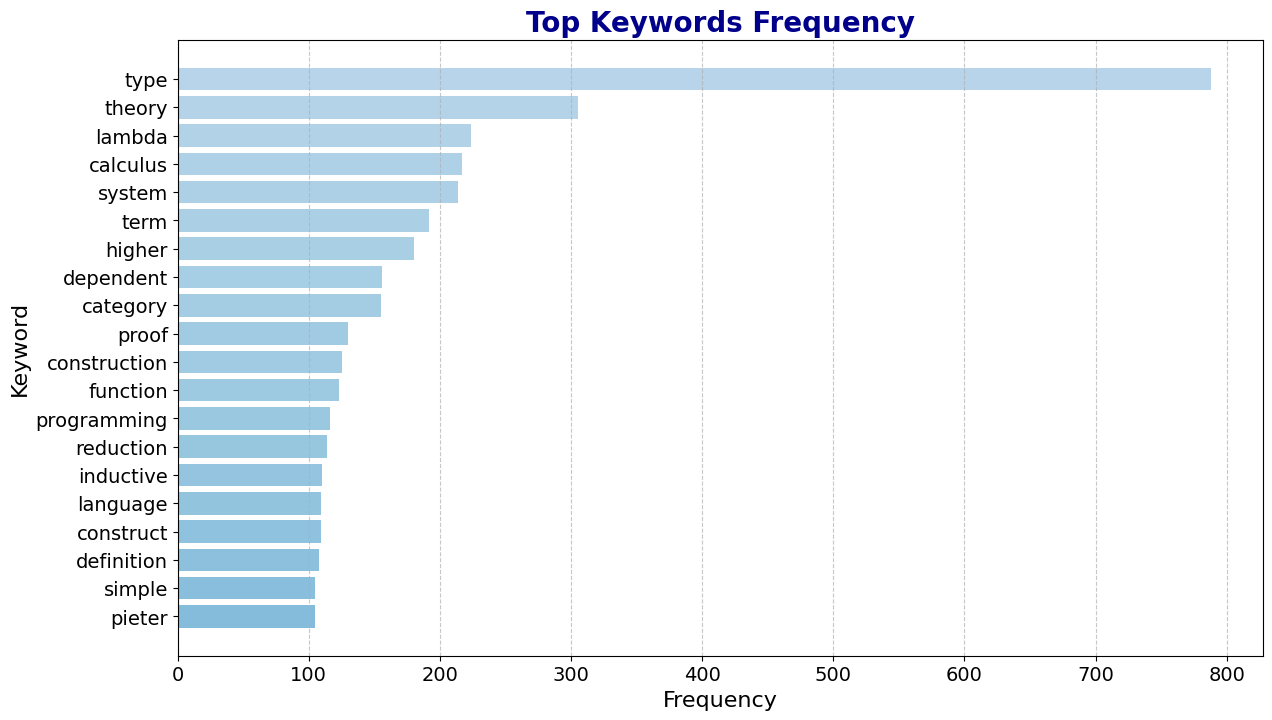 Top Keywords Frequency
Keyword
type
theory
lambda
calculus
system
term
higher
dependent
category
proof
construction
function
programming
reduction
inductive
language
construct
definition
simple
pieter
0 100 200 300 400 500 600 700 800
Frequency